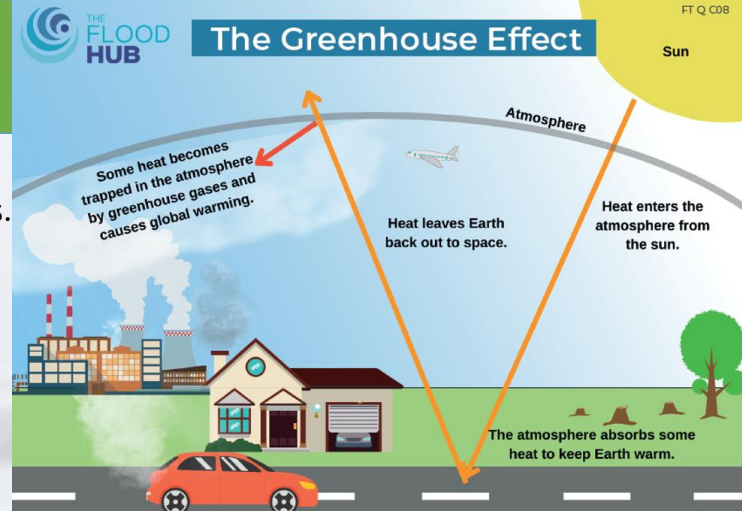 THE
FLOOD
HUB
The Greenhouse Effect
FT Q C08
Sun
Atmosphere
Some heat becomes
trapped in the atmosphere
by greenhouse gases and
causes global warming.
Heat leaves Earth
back out to space.
Heat enters the
atmosphere from
the sun.
The atmosphere absorbs some
heat to keep Earth warm.